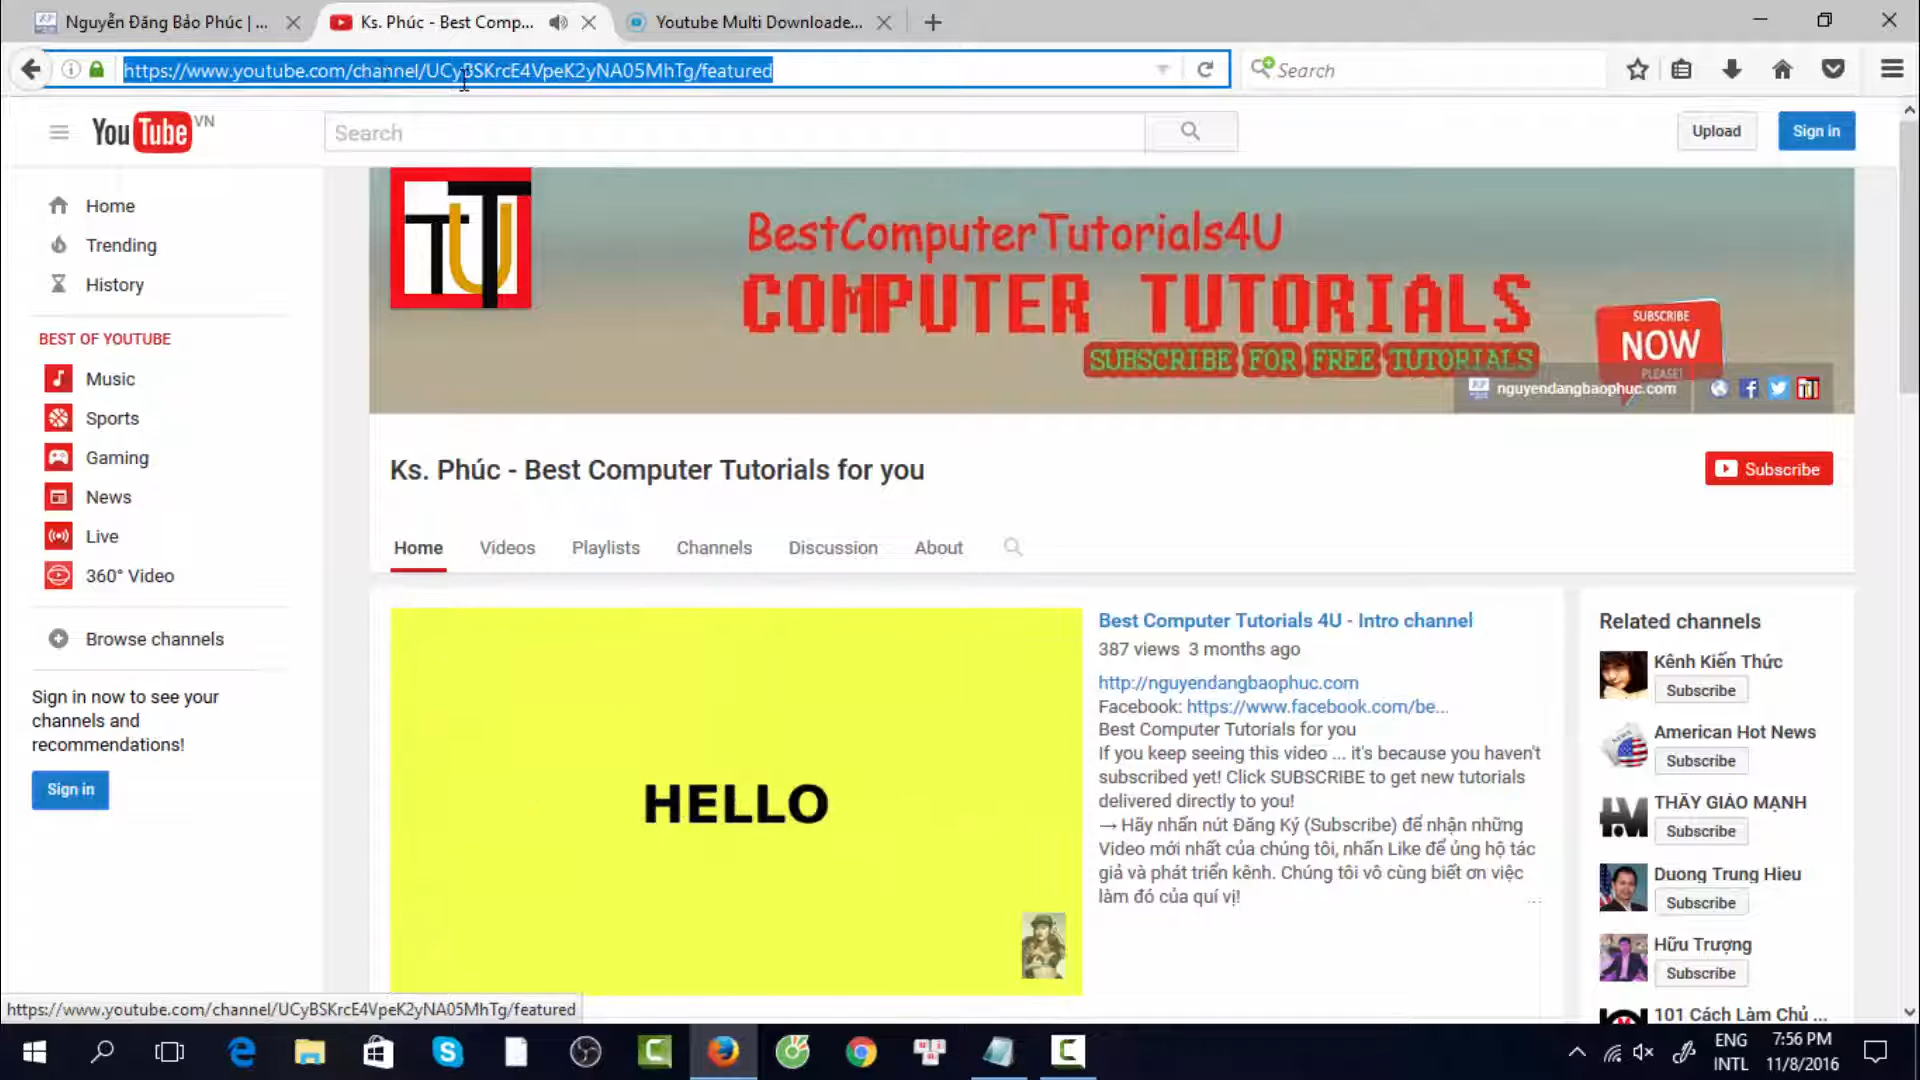 Nguyễn Đăng Bảo Phúc | ...
Ks. Phúc - Best Comp...
Youtube Multi Downloade...
https://www.youtube.com/channel/UCyBSKrcE4VpeK2yNA05MhTg/featured
Search
YouTube VN
Search
Upload
Sign in
Home
Trending
History
BEST OF YOUTUBE
Music
Sports
Gaming
News
Live
360° Video
Browse channels
Sign in now to see your
channels and
recommendations!
Sign in
BestComputerTutorials4U
COMPUTER TUTORIALS
SUBSCRIBE FOR FREE TUTORIALS
SUBSCRIBE
NOW
PLEASE!
nguyendangbaophuc.com
Ks. Phúc - Best Computer Tutorials for you
Subscribe
Home
Videos
Playlists
Channels
Discussion
About
HELLO
Best Computer Tutorials 4U - Intro channel
387 views 3 months ago
http://nguyendangbaophuc.com
Facebook: https://www.facebook.com/be...
Best Computer Tutorials for you
If you keep seeing this video ... it's because you haven't
subscribed yet! Click SUBSCRIBE to get new tutorials
delivered directly to you!
→ Hãy nhấn nút Đăng Ký (Subscribe) để nhận những
Video mới nhất của chúng tôi, nhấn Like để ủng hộ tác
giả và phát triển kênh. Chúng tôi vô cùng biết ơn việc
làm đó của quí vị!
...
Related channels
Kênh Kiến Thức
Subscribe
American Hot News
Subscribe
THẦY GIÁO MẠNH
Subscribe
Duong Trung Hieu
Subscribe
Hữu Trượng
Subscribe
101 Cách Làm Chủ ...
https://www.youtube.com/channel/UCyBSKrcE4VpeK2yNA05MhTg/featured
ENG
INTL
7:56 PM
11/8/2016